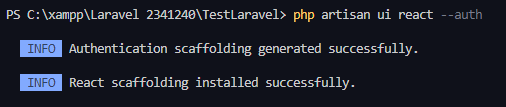 PS C:\xampp\Laravel 2341240\TestLaravel> php artisan ui react --auth
INFO Authentication scaffolding generated successfully.
INFO React scaffolding installed successfully.